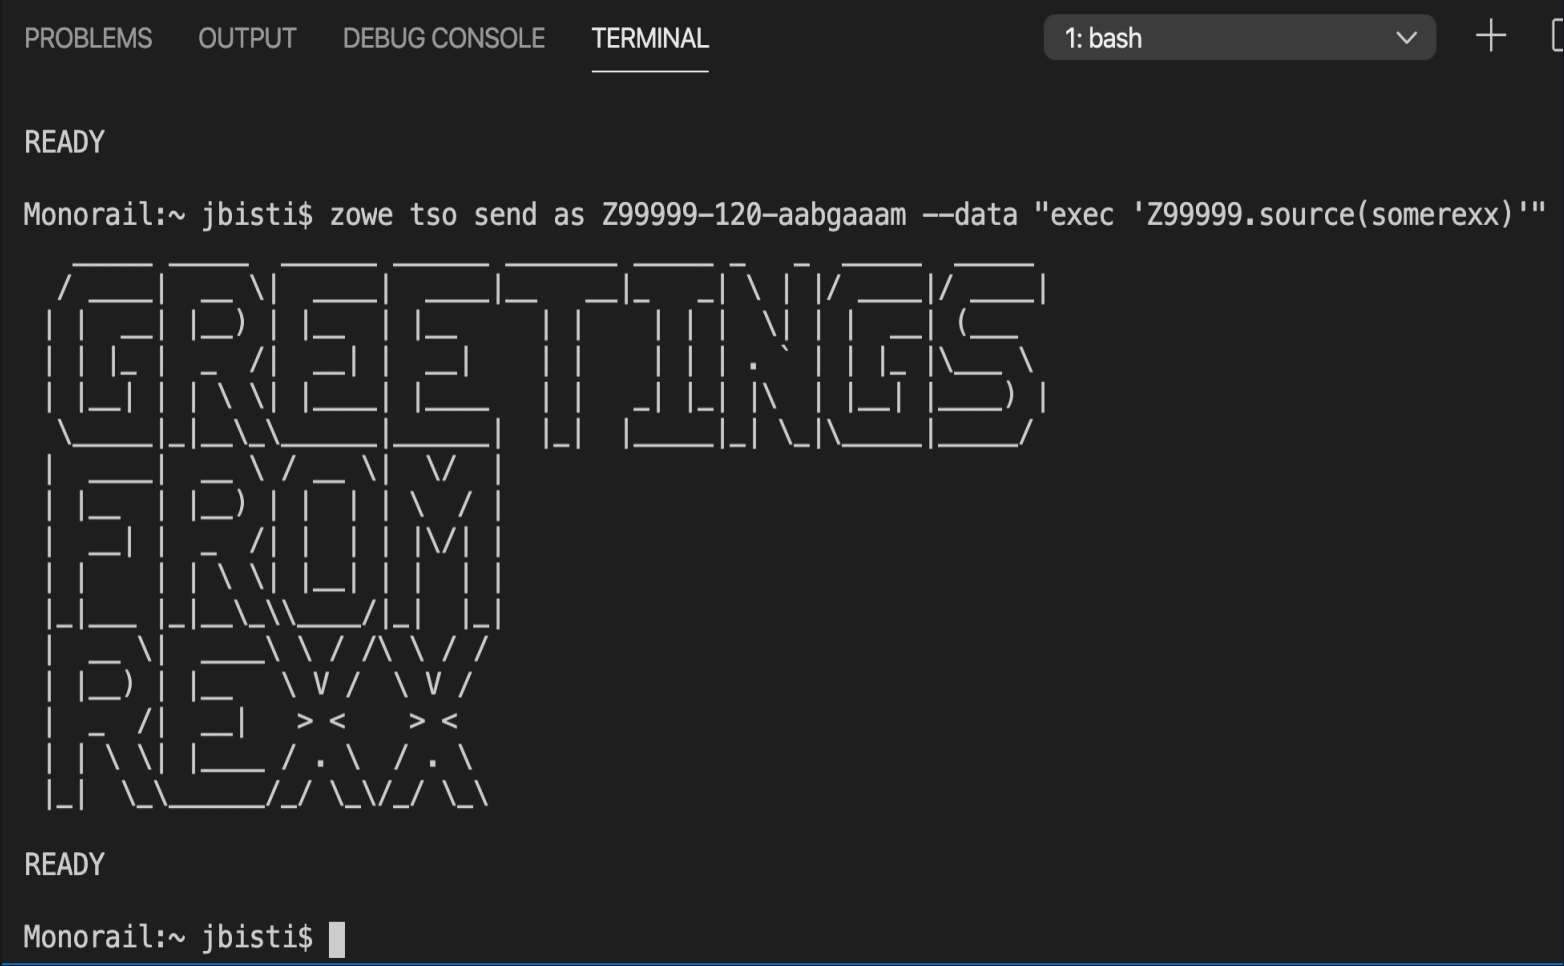 PROBLEMS OUTPUT DEBUG CONSOLE TERMINAL 1: bash
READY
Monorail:~ jbisti$ zowe tso send as Z99999-120-aabgaaam --data "exec 'Z99999.source(somerexx)'"
GREETINGS
FROM
REXX
READY
Monorail:~ jbisti$